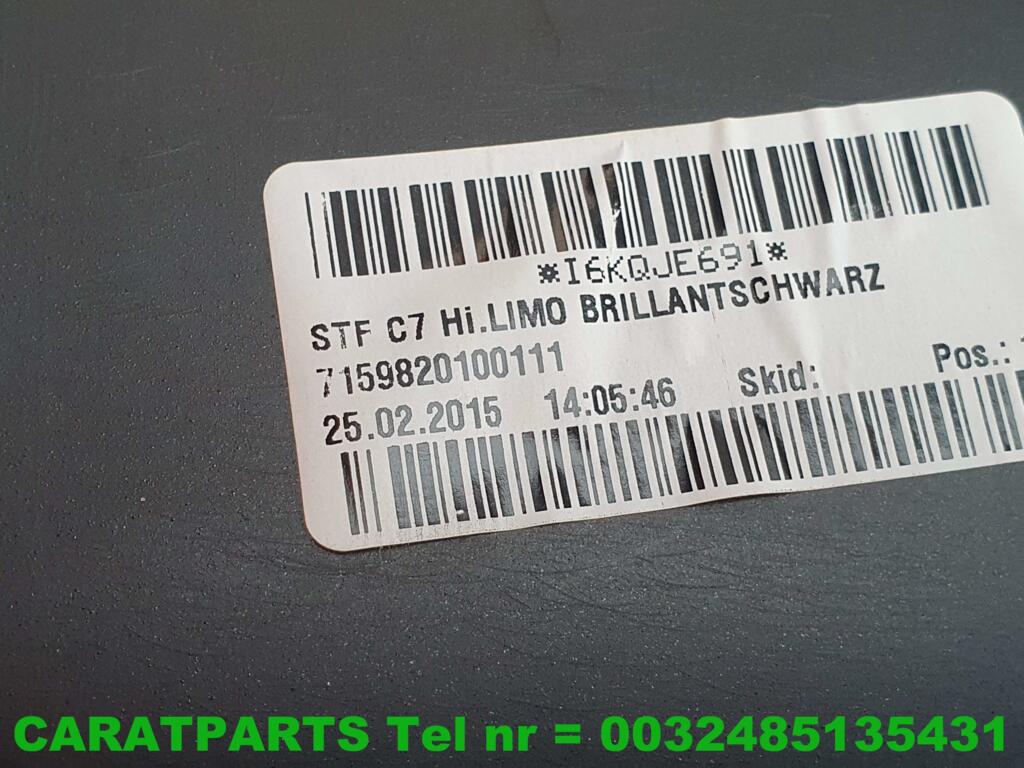 *I6KQJE691*
STF C7 Hi.LIMO BRILLANTSCHWARZ
7159820100111
25.02.2015 14:05:46 Skid: Pos.:
CARATPARTS Tel nr = 0032485135431